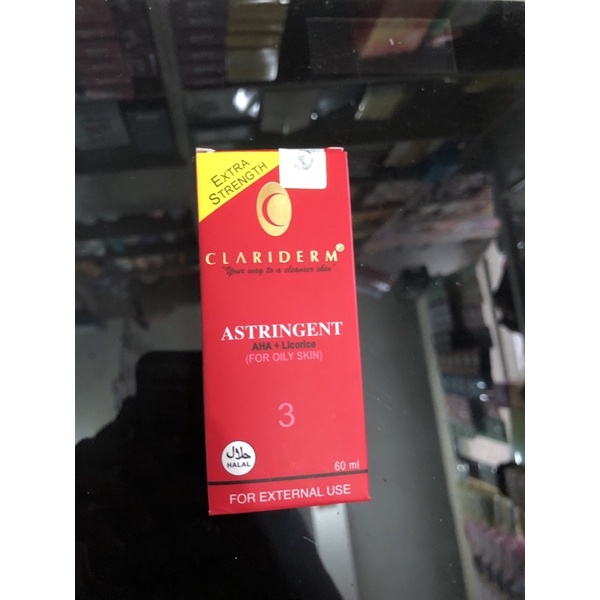 EXTRA
STRENGTH
CLARIDERM®
"Your way to a cleanser skin"
ASTRINGENT
AHA + Licorice
(FOR OILY SKIN)
3
حلال
HALAL
60 ml
FOR EXTERNAL USE